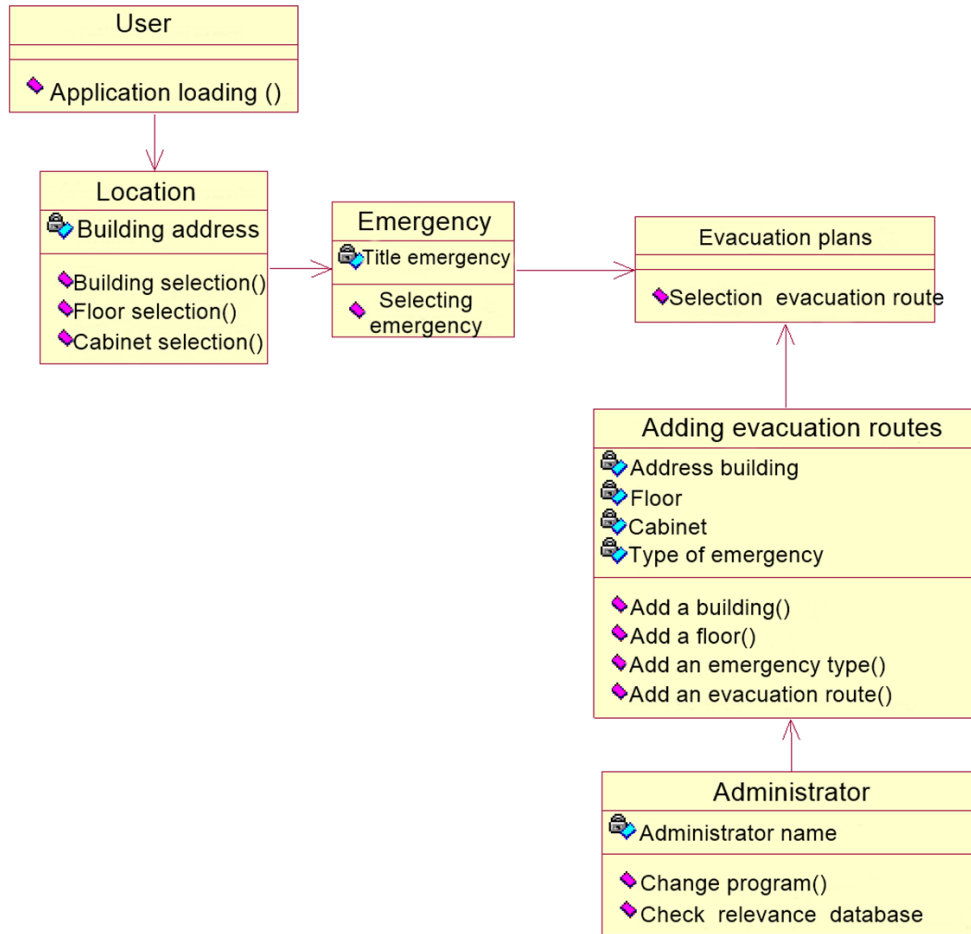 User
Application loading ()
Location
Building address
Building selection()
Floor selection()
Cabinet selection()
Emergency
Title emergency
Selecting
emergency
Evacuation plans
Selection evacuation route
Adding evacuation routes
Address building
Floor
Cabinet
Type of emergency
Add a building()
Add a floor()
Add an emergency type()
Add an evacuation route()
Administrator
Administrator name
Change program()
Check relevance database